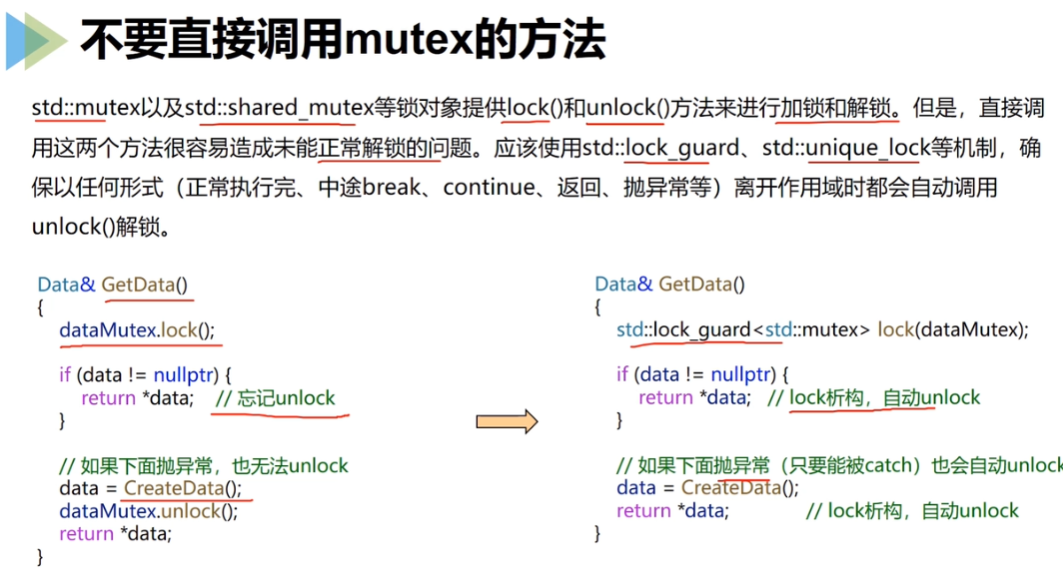 不要直接调用mutex的方法
std::mutex以及std::shared_mutex等锁对象提供lock()和unlock()方法来进行加锁和解锁。但是，直接调
用这两个方法很容易造成未能正常解锁的问题。应该使用std::lock_guard、std::unique_lock等机制，确
保以任何形式（正常执行完、中途break、continue、返回、抛异常等）离开作用域时都会自动调用
unlock()解锁。
Data& GetData()
{
dataMutex.lock();
if (data != nullptr) {
return *data; // 忘记unlock
}
// 如果下面抛异常，也无法unlock
data = CreateData();
dataMutex.unlock();
return *data;
}
Data& GetData()
{
std::lock_guard<std::mutex> lock(dataMutex);
if (data != nullptr) {
return *data; // lock析构，自动unlock
}
// 如果下面抛异常（只要能被catch）也会自动unlock
data = CreateData();
return *data; // lock析构，自动unlock
}